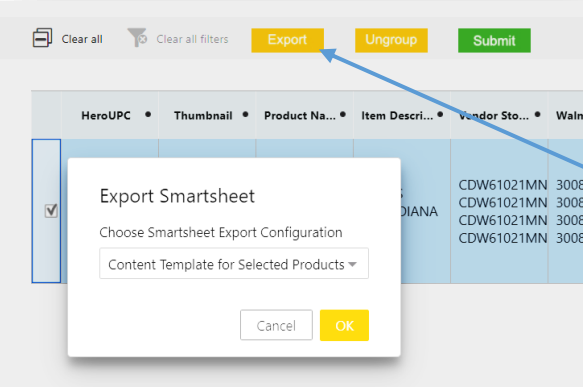 Clear all Clear all filters Export Ungroup Submit
HeroUPC Thumbnail Product Na... Item Descri... Vendor Sto...
Export Smartsheet
Choose Smartsheet Export Configuration
Content Template for Selected Products
Cancel OK
DIANA
CDW61021MN 3008
CDW61021MN 3008
CDW61021MN 3008
CDW61021MN 3008